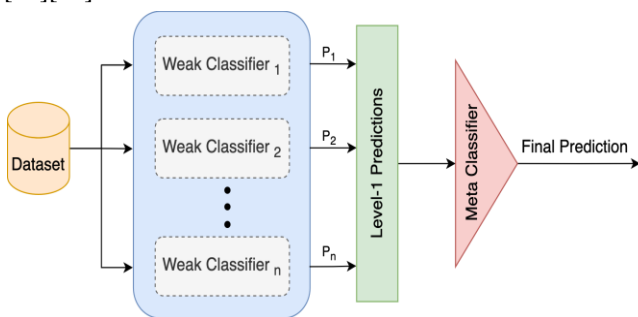 Weak Classifier 1
P1
Weak Classifier 2
P2
Weak Classifier n
Pn
Dataset
Level-1 Predictions
Meta Classifier
Final Prediction